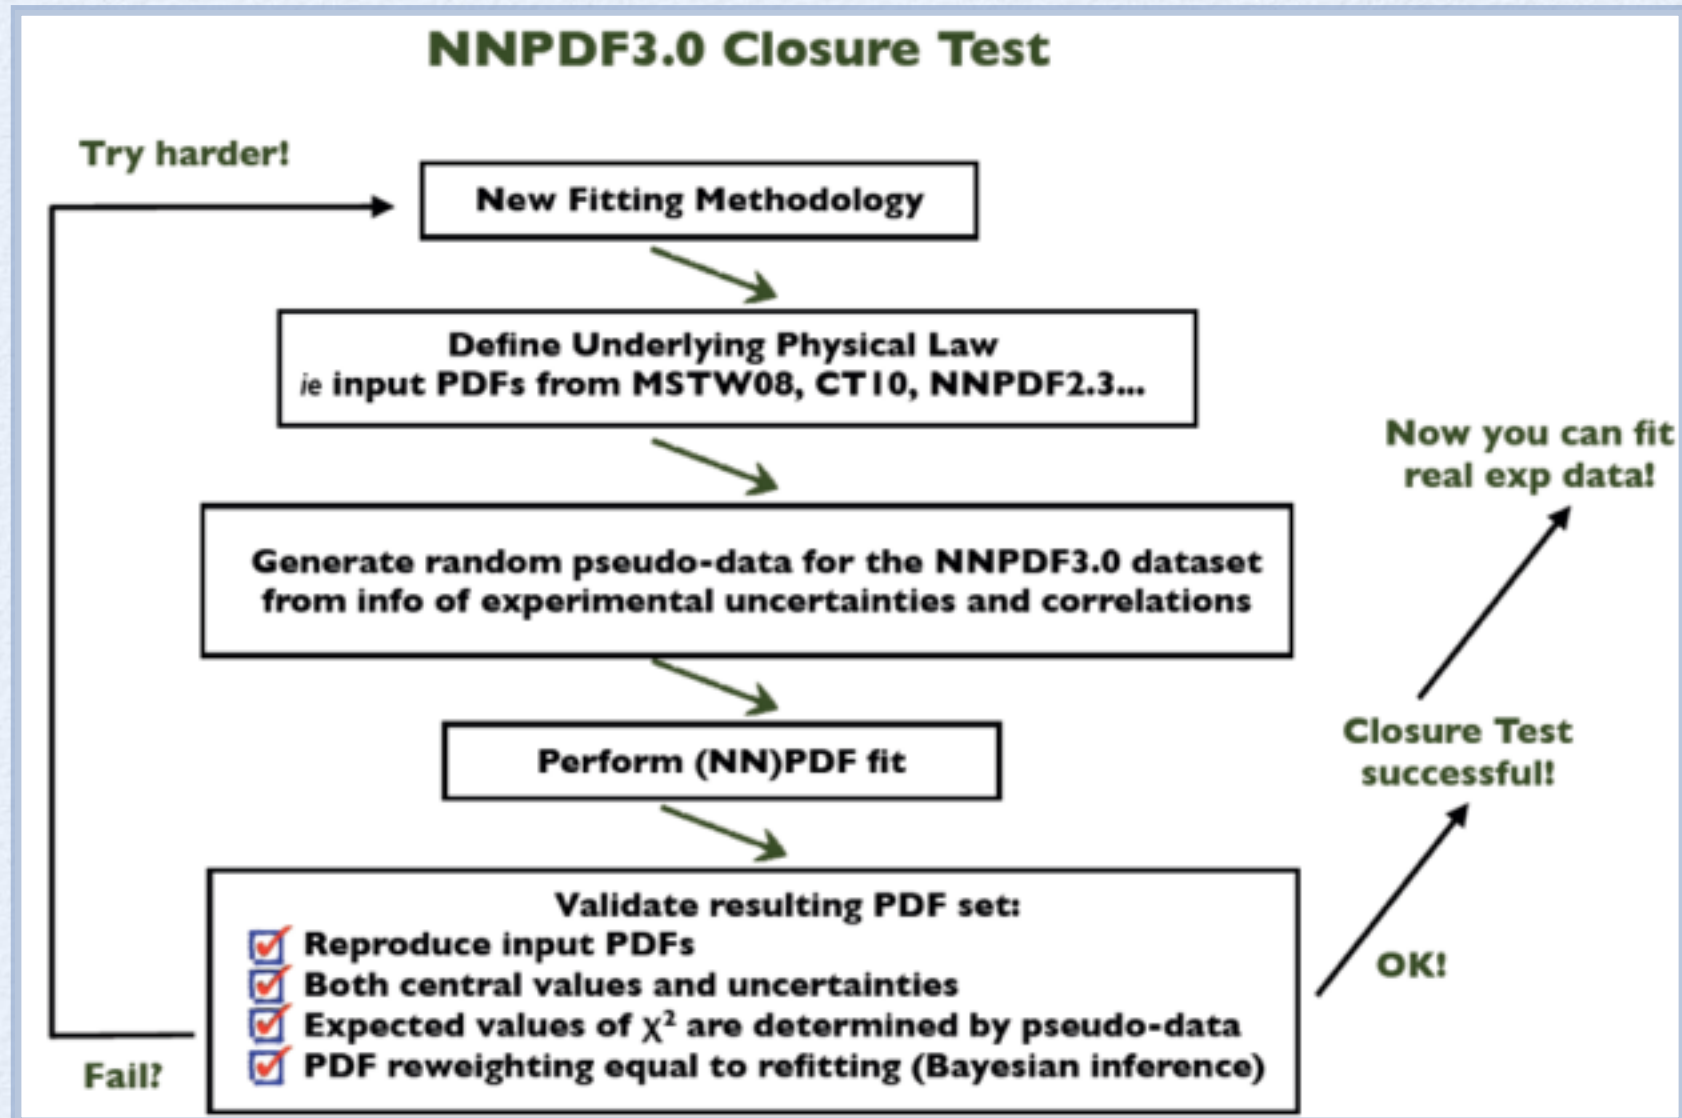 NNPDF3.0 Closure Test
Try harder!
New Fitting Methodology
Define Underlying Physical Law
ie input PDFs from MSTW08, CT10, NNPDF2.3...
Now you can fit
real exp data!
Generate random pseudo-data for the NNPDF3.0 dataset
from info of experimental uncertainties and correlations
Perform (NN)PDF fit
Closure Test
successful!
Validate resulting PDF set:
Reproduce input PDFs
Both central values and uncertainties
Expected values of χ² are determined by pseudo-data
PDF reweighting equal to refitting (Bayesian inference)
OK!
Fail?